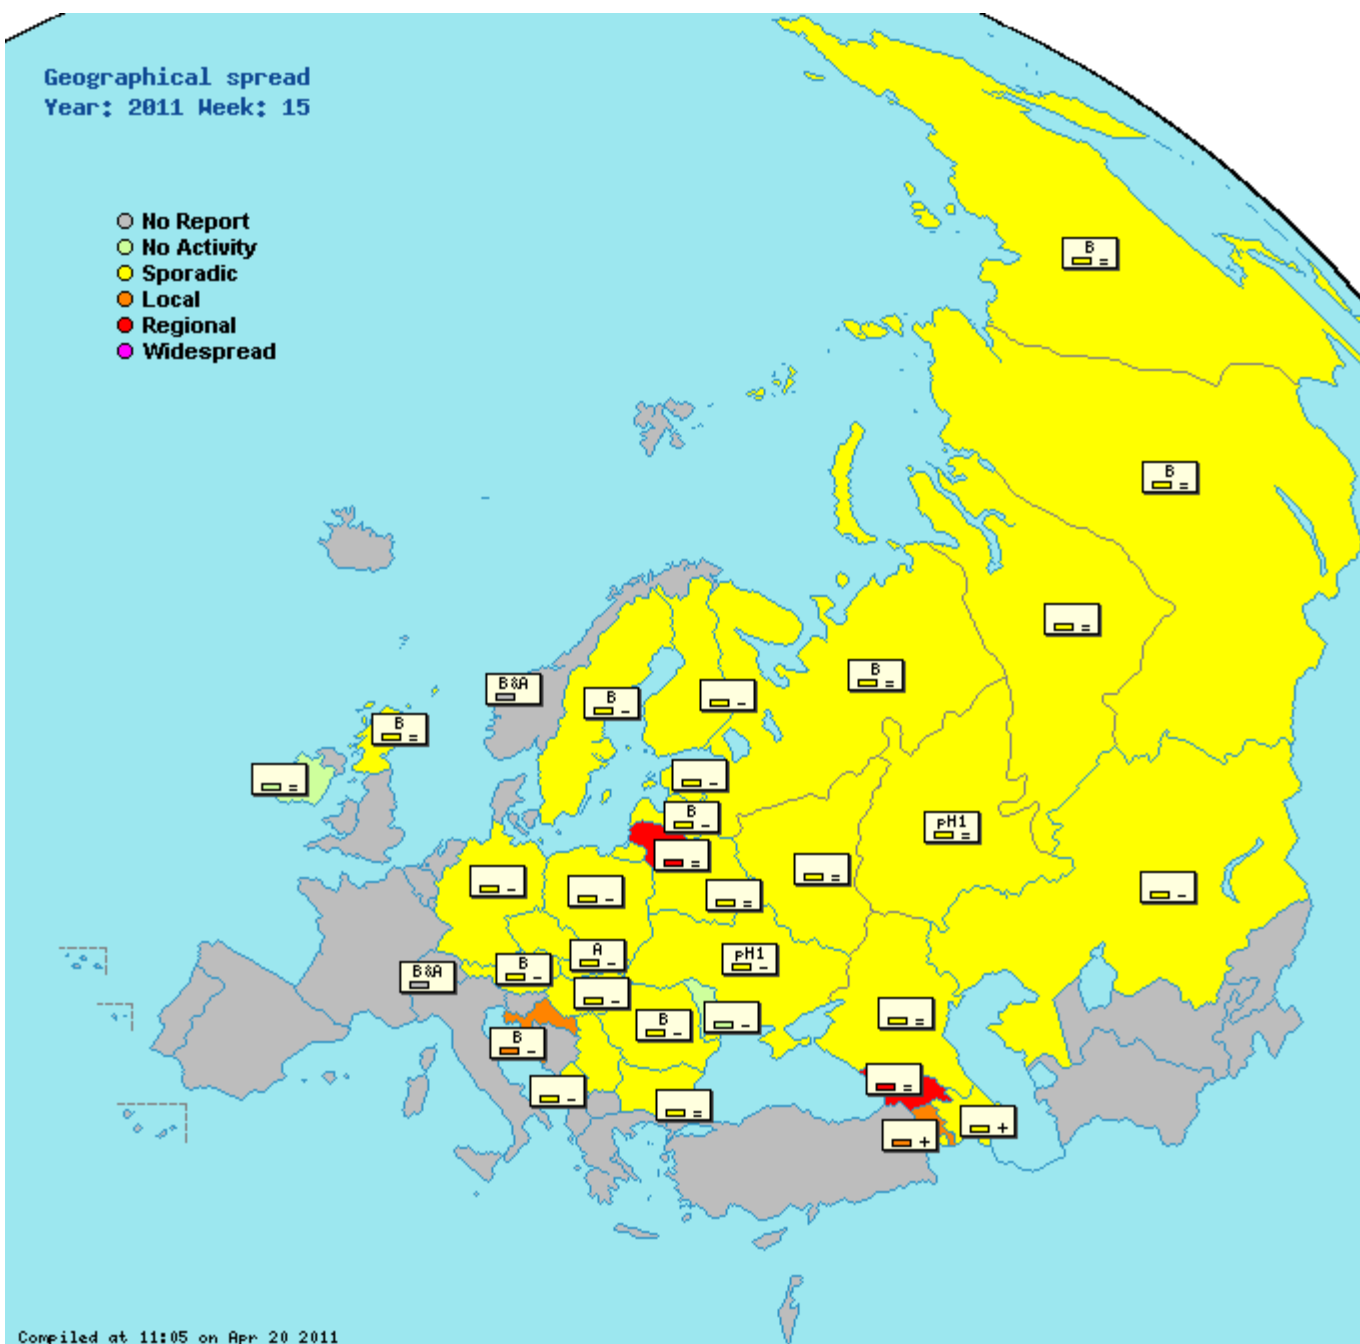 Geographical spread
Year: 2011 Week: 15
No Report
No Activity
Sporadic
Local
Regional
Widespread
B
=
B
=
=
B
=
B&A
B
-
-
B
=
=
-
B
-
pH1
=
=
=
-
-
=
-
A
-
pH1
-
B
-
B&A
-
=
B
-
-
B
-
=
-
=
=
+
+
Compiled at 11:05 on Apr 20 2011